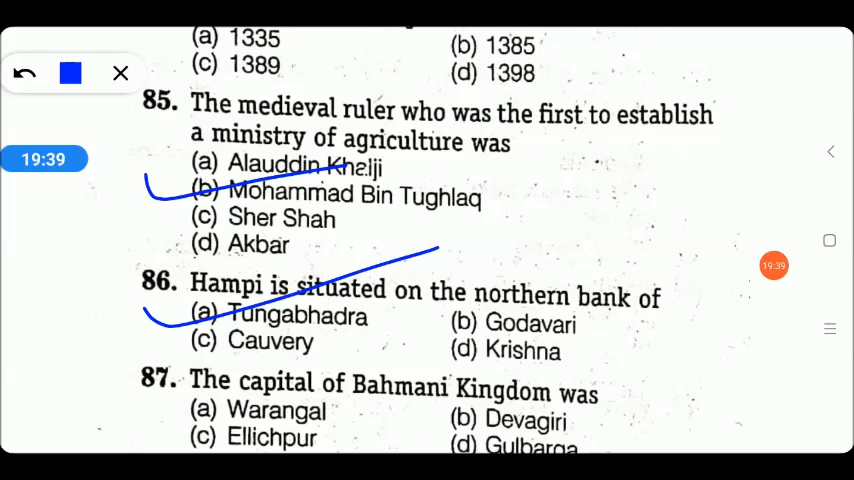 (a) 1335
(b) 1385
(c) 1389
(d) 1398
19:39
85. The medieval ruler who was the first to establish
a ministry of agriculture was
(a) Alauddin Khalji
(b) Mohammad Bin Tughlaq
(c) Sher Shah
(d) Akbar
19:39
86. Hampi is situated on the northern bank of
(a) Tungabhadra
(b) Godavari
(c) Cauvery
(d) Krishna
87. The capital of Bahmani Kingdom was
(a) Warangal
(b) Devagiri
(c) Ellichpur
(d) Gulbarga